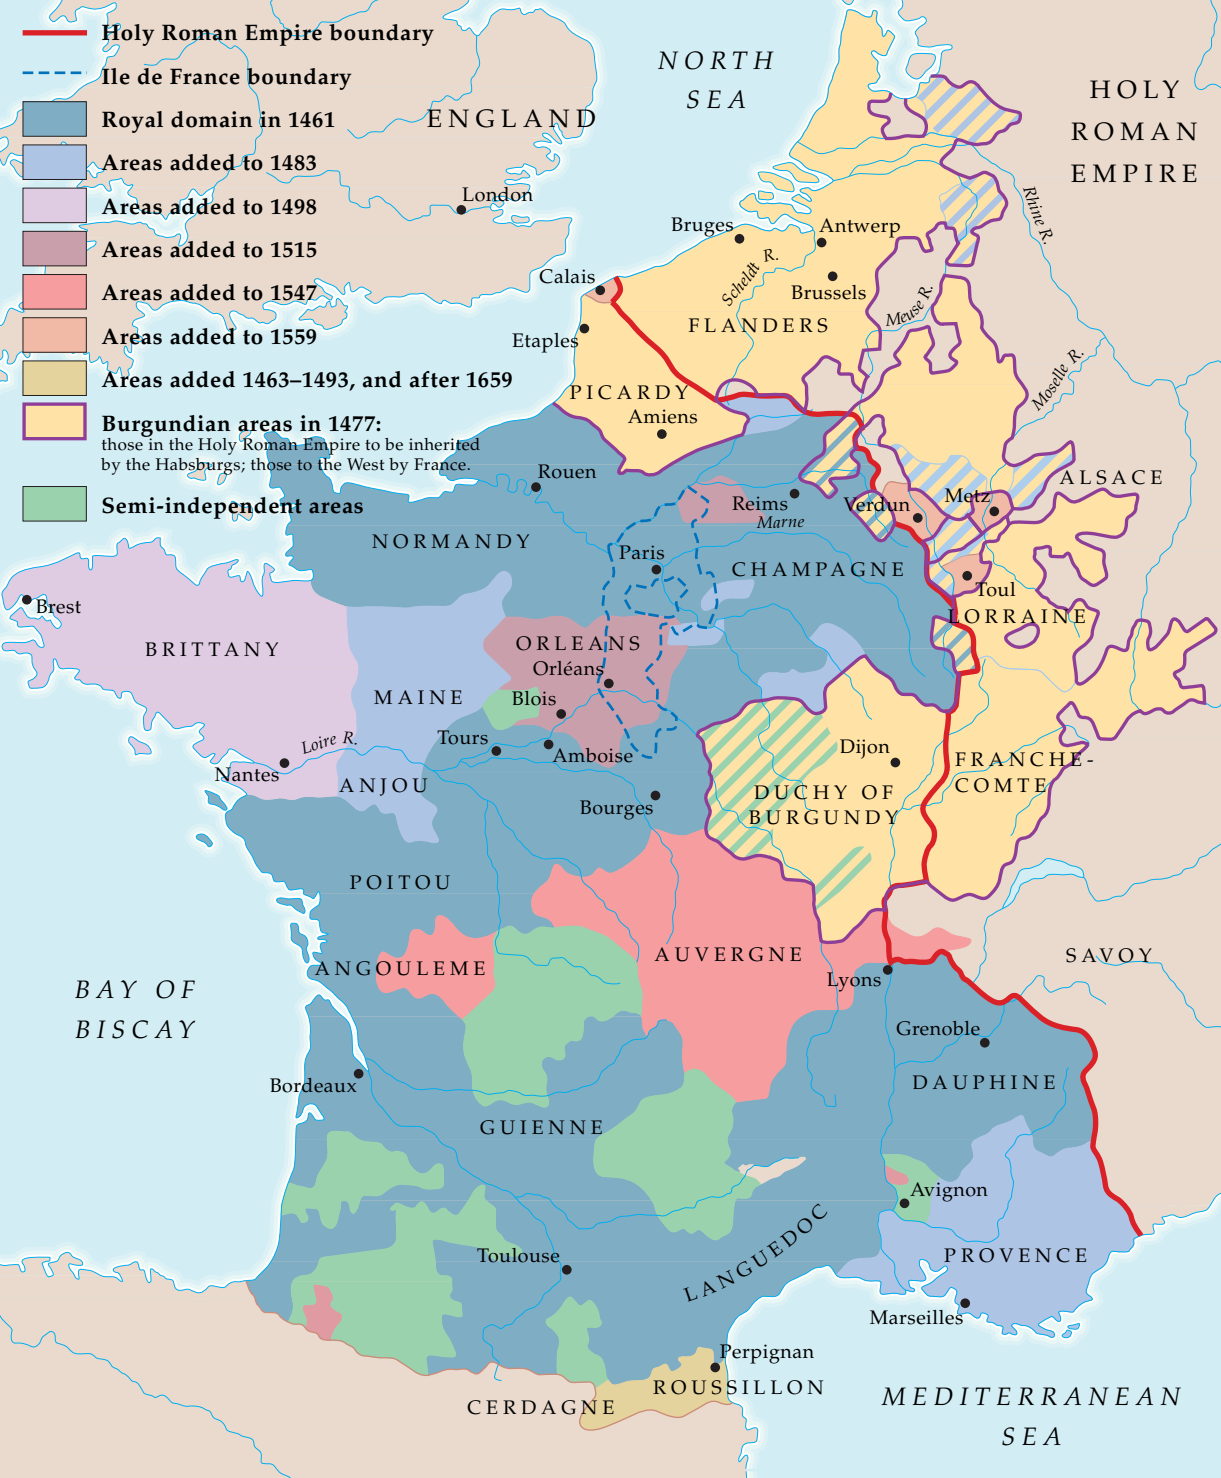 Holy Roman Empire boundary
Ile de France boundary
Royal domain in 1461
Areas added to 1483
Areas added to 1498
Areas added to 1515
Areas added to 1547
Areas added to 1559
Areas added 1463–1493, and after 1659
Burgundian areas in 1477:
those in the Holy Roman Empire to be inherited
by the Habsburgs; those to the West by France.
Semi-independent areas
NORTH
SEA
HOLY
ROMAN
EMPIRE
ENGLAND
London
Rhine R.
Bruges
Antwerp
Scheldt R.
Calais
Brussels
Meuse R.
FLANDERS
Etaples
Moselle R.
PICARDY
Amiens
Rouen
ALSACE
Reims
Verdun
Metz
Marne
NORMANDY
Paris
CHAMPAGNE
Toul
LORRAINE
Brest
BRITTANY
ORLEANS
Orléans
MAINE
Blois
Loire R.
Tours
Amboise
Dijon
FRANCHE-
COMTE
Nantes
ANJOU
DUCHY OF
BURGUNDY
Bourges
POITOU
AUVERGNE
SAVOY
ANGOULEME
Lyons
BAY OF
BISCAY
Grenoble
Bordeaux
DAUPHINE
GUIENNE
Avignon
LANGUEDOC
Toulouse
PROVENCE
Marseilles
Perpignan
ROUSSILLON
CERDAGNE
MEDITERRANEAN
SEA